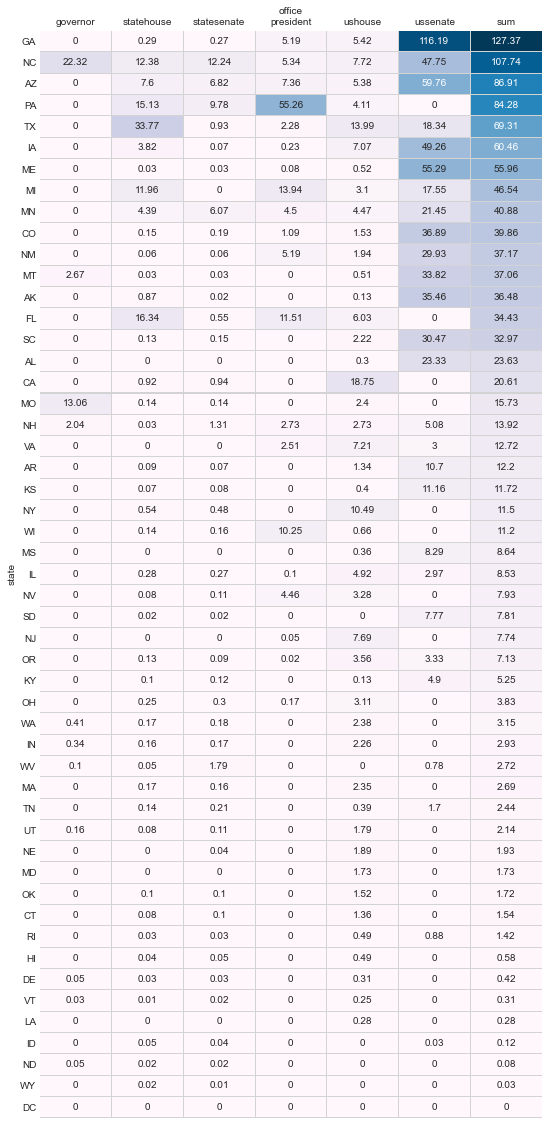 office
governor statehouse statesenate president ushouse ussenate sum
GA 0 0.29 0.27 5.19 5.42 116.19 127.37
NC 22.32 12.38 12.24 5.34 7.72 47.75 107.74
AZ 0 7.6 6.82 7.36 5.38 59.76 86.91
PA 0 15.13 9.78 55.26 4.11 0 84.28
TX 0 33.77 0.93 2.28 13.99 18.34 69.31
IA 0 3.82 0.07 0.23 7.07 49.26 60.46
ME 0 0.03 0.03 0.08 0.52 55.29 55.96
MI 0 11.96 0 13.94 3.1 17.55 46.54
MN 0 4.39 6.07 4.5 4.47 21.45 40.88
CO 0 0.15 0.19 1.09 1.53 36.89 39.86
NM 0 0.06 0.06 5.19 1.94 29.93 37.17
MT 2.67 0.03 0.03 0 0.51 33.82 37.06
AK 0 0.87 0.02 0 0.13 35.46 36.48
FL 0 16.34 0.55 11.51 6.03 0 34.43
SC 0 0.13 0.15 0 2.22 30.47 32.97
AL 0 0 0 0 0.3 23.33 23.63
CA 0 0.92 0.94 0 18.75 0 20.61
MO 13.06 0.14 0.14 0 2.4 0 15.73
NH 2.04 0.03 1.31 2.73 2.73 5.08 13.92
VA 0 0 0 2.51 7.21 3 12.72
AR 0 0.09 0.07 0 1.34 10.7 12.2
KS 0 0.07 0.08 0 0.4 11.16 11.72
NY 0 0.54 0.48 0 10.49 0 11.5
WI 0 0.14 0.16 10.25 0.66 0 11.2
MS 0 0 0 0 0.36 8.29 8.64
state
IL 0 0.28 0.27 0.1 4.92 2.97 8.53
NV 0 0.08 0.11 4.46 3.28 0 7.93
SD 0 0.02 0.02 0 0 7.77 7.81
NJ 0 0 0 0.05 7.69 0 7.74
OR 0 0.13 0.09 0.02 3.56 3.33 7.13
KY 0 0.1 0.12 0 0.13 4.9 5.25
OH 0 0.25 0.3 0.17 3.11 0 3.83
WA 0.41 0.17 0.18 0 2.38 0 3.15
IN 0.34 0.16 0.17 0 2.26 0 2.93
WV 0.1 0.05 1.79 0 0 0.78 2.72
MA 0 0.17 0.16 0 2.35 0 2.69
TN 0 0.14 0.21 0 0.39 1.7 2.44
UT 0.16 0.08 0.11 0 1.79 0 2.14
NE 0 0 0.04 0 1.89 0 1.93
MD 0 0 0 0 1.73 0 1.73
OK 0 0.1 0.1 0 1.52 0 1.72
CT 0 0.08 0.1 0 1.36 0 1.54
RI 0 0.03 0.03 0 0.49 0.88 1.42
HI 0 0.04 0.05 0 0.49 0 0.58
DE 0.05 0.03 0.03 0 0.31 0 0.42
VT 0.03 0.01 0.02 0 0.25 0 0.31
LA 0 0 0 0 0.28 0 0.28
ID 0 0.05 0.04 0 0 0.03 0.12
ND 0.05 0.02 0.02 0 0 0 0.08
WY 0 0.02 0.01 0 0 0 0.03
DC 0 0 0 0 0 0 0